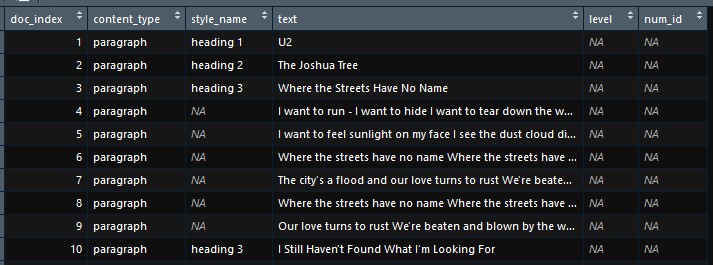 doc_index content_type style_name text level num_id
1 paragraph heading 1 U2 NA NA
2 paragraph heading 2 The Joshua Tree NA NA
3 paragraph heading 3 Where the Streets Have No Name NA NA
4 paragraph NA I want to run - I want to hide I want to tear down the w... NA NA
5 paragraph NA I want to feel sunlight on my face I see the dust cloud di... NA NA
6 paragraph NA Where the streets have no name Where the streets have ... NA NA
7 paragraph NA The city's a flood and our love turns to rust We're beate... NA NA
8 paragraph NA Where the streets have no name Where the streets have ... NA NA
9 paragraph NA Our love turns to rust We're beaten and blown by the w... NA NA
10 paragraph heading 3 I Still Haven't Found What I'm Looking For NA NA